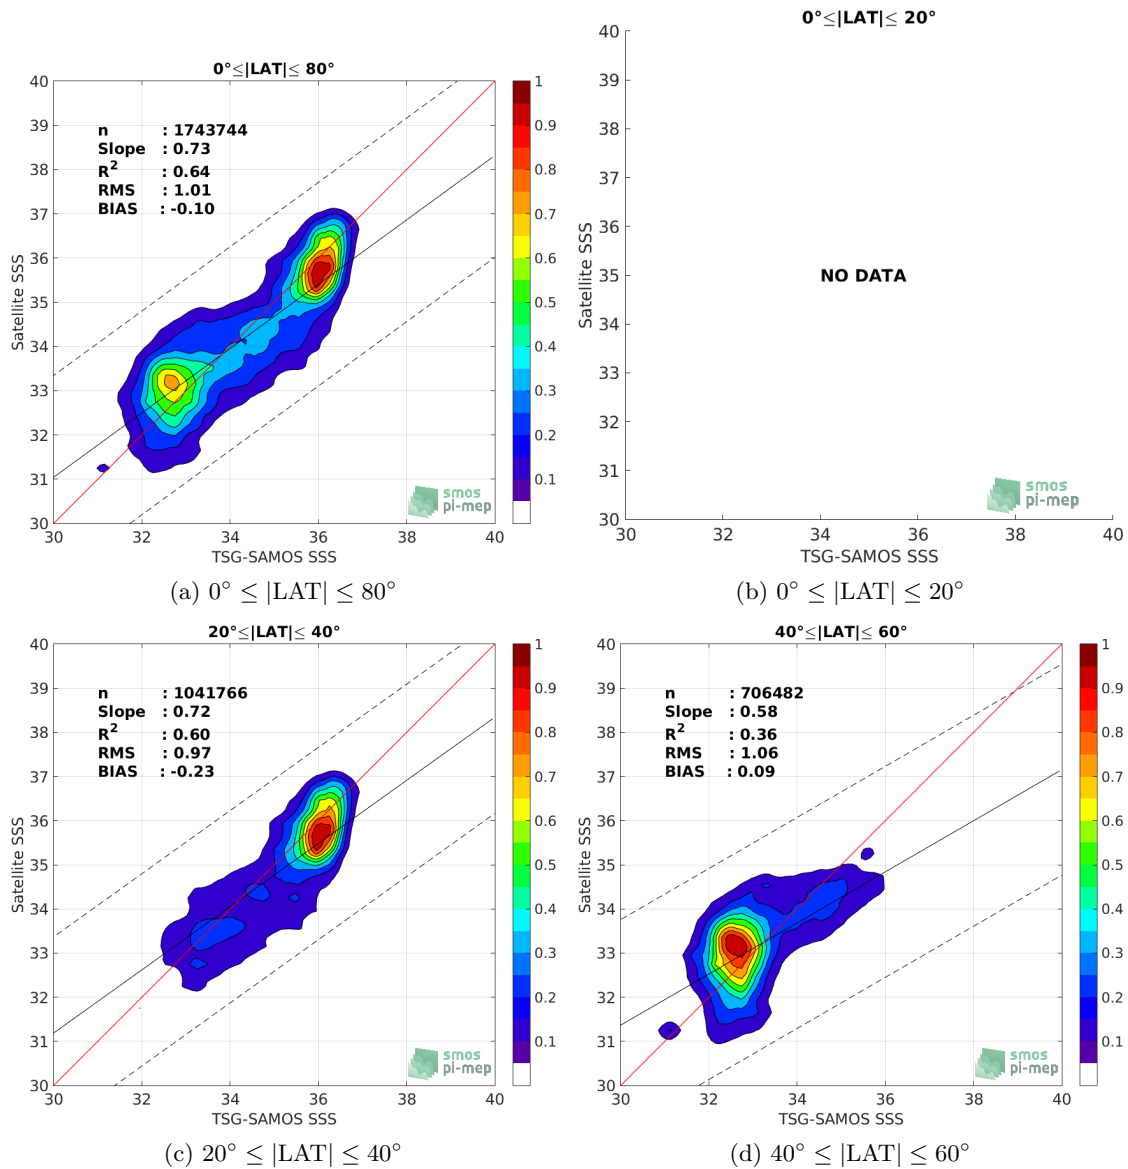 0°≤|LAT|≤ 80°
n : 1743744
Slope : 0.73
R2 : 0.64
RMS : 1.01
BIAS : -0.10
40
39
38
37
36
35
34
33
32
31
30
30 32 34 36 38 40
Satellite SSS
TSG-SAMOS SSS
1
0.9
0.8
0.7
0.6
0.5
0.4
0.3
0.2
0.1
smos
pi-mep
(a) 0° ≤ |LAT| ≤ 80°
0°≤|LAT|≤ 20°
40
39
38
37
36
35
34
33
32
31
30
30 32 34 36 38 40
Satellite SSS
TSG-SAMOS SSS
NO DATA
smos
pi-mep
(b) 0° ≤ |LAT| ≤ 20°
20°≤|LAT|≤ 40°
n : 1041766
Slope : 0.72
R2 : 0.60
RMS : 0.97
BIAS : -0.23
40
39
38
37
36
35
34
33
32
31
30
30 32 34 36 38 40
Satellite SSS
TSG-SAMOS SSS
1
0.9
0.8
0.7
0.6
0.5
0.4
0.3
0.2
0.1
smos
pi-mep
(c) 20° ≤ |LAT| ≤ 40°
40°≤|LAT|≤ 60°
n : 706482
Slope : 0.58
R2 : 0.36
RMS : 1.06
BIAS : 0.09
40
39
38
37
36
35
34
33
32
31
30
30 32 34 36 38 40
Satellite SSS
TSG-SAMOS SSS
1
0.9
0.8
0.7
0.6
0.5
0.4
0.3
0.2
0.1
smos
pi-mep
(d) 40° ≤ |LAT| ≤ 60°